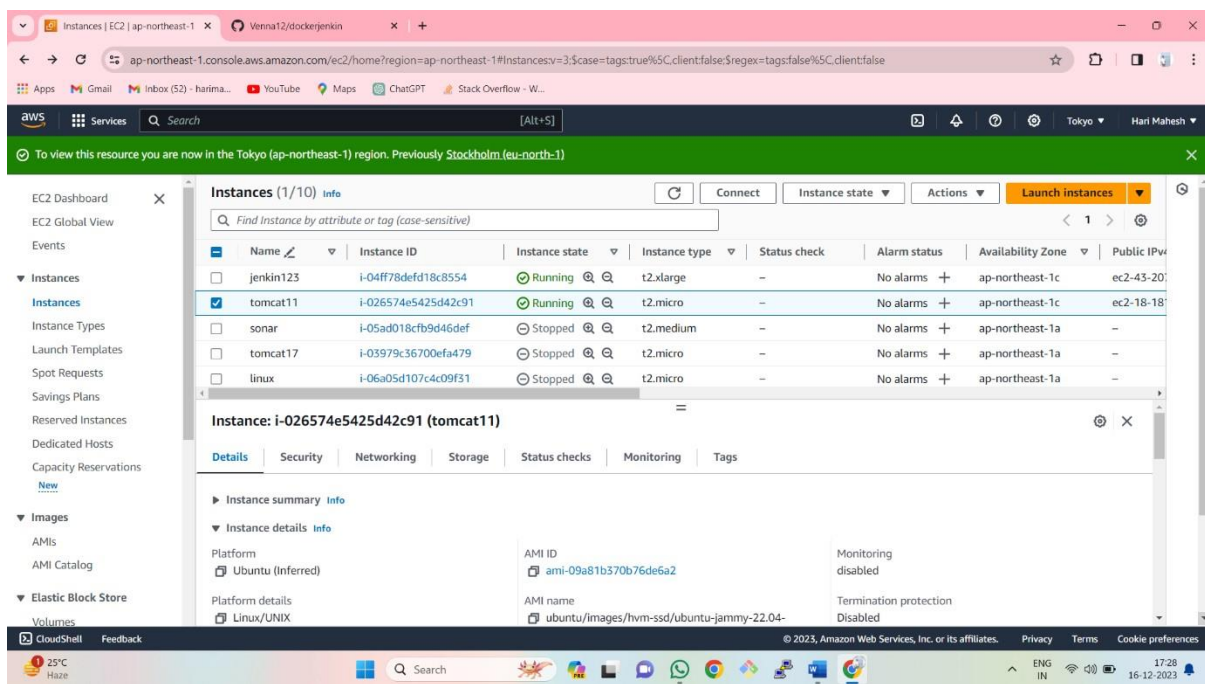 Instances | EC2 | ap-northeast-1
Venna12/dockerjenkin
ap-northeast-1.console.aws.amazon.com/ec2/home?region=ap-northeast-1#Instances:v=3;$case=tags:true%5C,client:false;$regex=tags:false%5C,client:false
Apps Gmail Inbox (52) - harima... YouTube Maps ChatGPT Stack Overflow - W...
aws Services Search [Alt+S] Tokyo Hari Mahesh
To view this resource you are now in the Tokyo (ap-northeast-1) region. Previously Stockholm (eu-north-1)
EC2 Dashboard
EC2 Global View
Events
Instances
Instances
Instance Types
Launch Templates
Spot Requests
Savings Plans
Reserved Instances
Dedicated Hosts
Capacity Reservations
New
Images
AMIs
AMI Catalog
Elastic Block Store
Volumes
Instances (1/10) Info Connect Instance state Actions Launch instances
Find Instance by attribute or tag (case-sensitive) 1
Name Instance ID Instance state Instance type Status check Alarm status Availability Zone Public IPv4
jenkin123 i-04ff78defd18c8554 Running t2.xlarge – No alarms + ap-northeast-1c ec2-43-20
tomcat11 i-026574e5425d42c91 Running t2.micro – No alarms + ap-northeast-1c ec2-18-18
sonar i-05ad018cfb9d46def Stopped t2.medium – No alarms + ap-northeast-1a –
tomcat17 i-03979c36700efa479 Stopped t2.micro – No alarms + ap-northeast-1a –
linux i-06a05d107c4c09f31 Stopped t2.micro – No alarms + ap-northeast-1a –
Instance: i-026574e5425d42c91 (tomcat11)
Details Security Networking Storage Status checks Monitoring Tags
Instance summary Info
Instance details Info
Platform AMI ID Monitoring
Ubuntu (Inferred) ami-09a81b370b76de6a2 disabled
Platform details AMI name Termination protection
Linux/UNIX ubuntu/images/hvm-ssd/ubuntu-jammy-22.04- Disabled
CloudShell Feedback © 2023, Amazon Web Services, Inc. or its affiliates. Privacy Terms Cookie preferences
1 25°C Search PRE ENG 17:28
Haze IN 16-12-2023